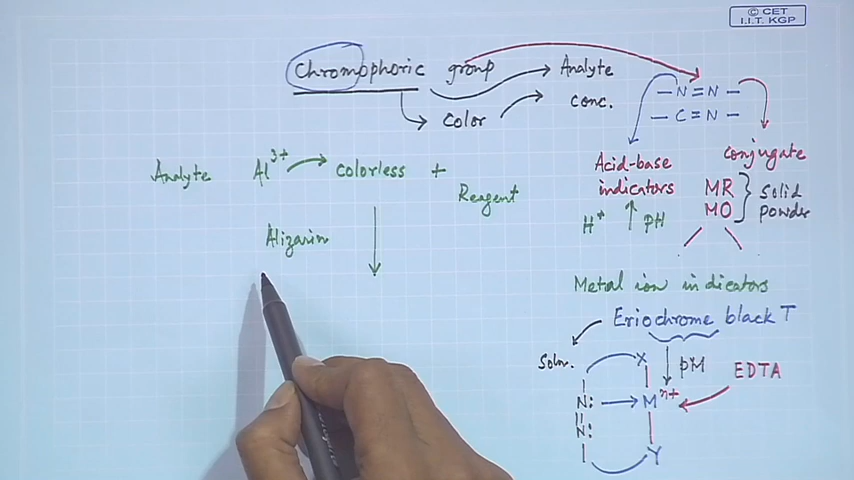 © CET
I.I.T. KGP
Chromophoric group
Analyte
conc.
Color
— N = N —
— C = N —
Acid-base
indicators
H+ pH
Conjugate
MR
MO
Solid
powder
Analyte Al3+ colorless +
Reagent
Alizarin
Metal ion indicators
Eriochrome black T
Soln.
pM
EDTA
X
N:
Mn+
N:
Y